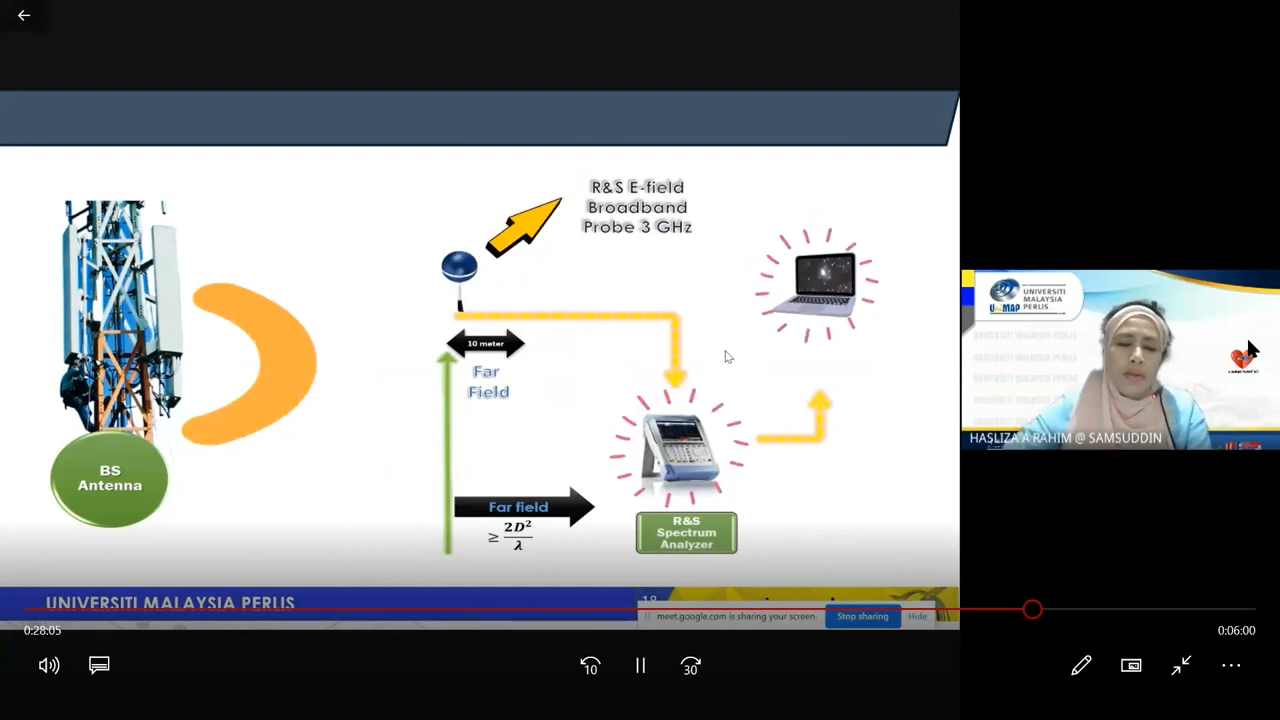 R&S E-field
Broadband
Probe 3 GHz
10 meter
Far
Field
BS
Antenna
Far field
≥ 2D²/λ
R&S
Spectrum
Analyzer
UNIVERSITI MALAYSIA PERLIS
18
meet.google.com is sharing your screen.
Stop sharing
Hide
UniMAP
UNIVERSITI
MALAYSIA
PERLIS
HASLIZA A RAHIM @ SAMSUDDIN
0:28:05
0:06:00
10
30